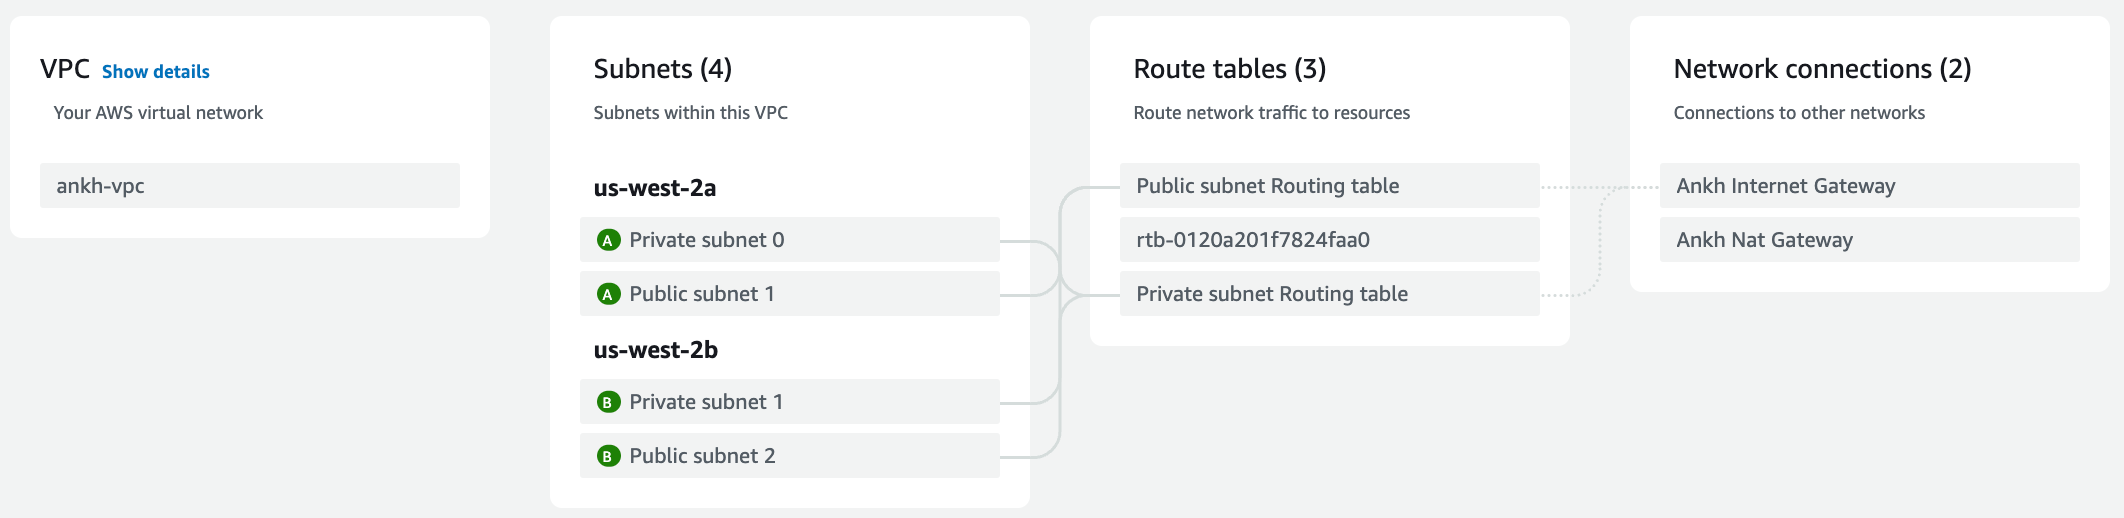 VPC Show details
Your AWS virtual network
ankh-vpc
Subnets (4)
Subnets within this VPC
us-west-2a
A Private subnet 0
A Public subnet 1
us-west-2b
B Private subnet 1
B Public subnet 2
Route tables (3)
Route network traffic to resources
Public subnet Routing table
rtb-0120a201f7824faa0
Private subnet Routing table
Network connections (2)
Connections to other networks
Ankh Internet Gateway
Ankh Nat Gateway